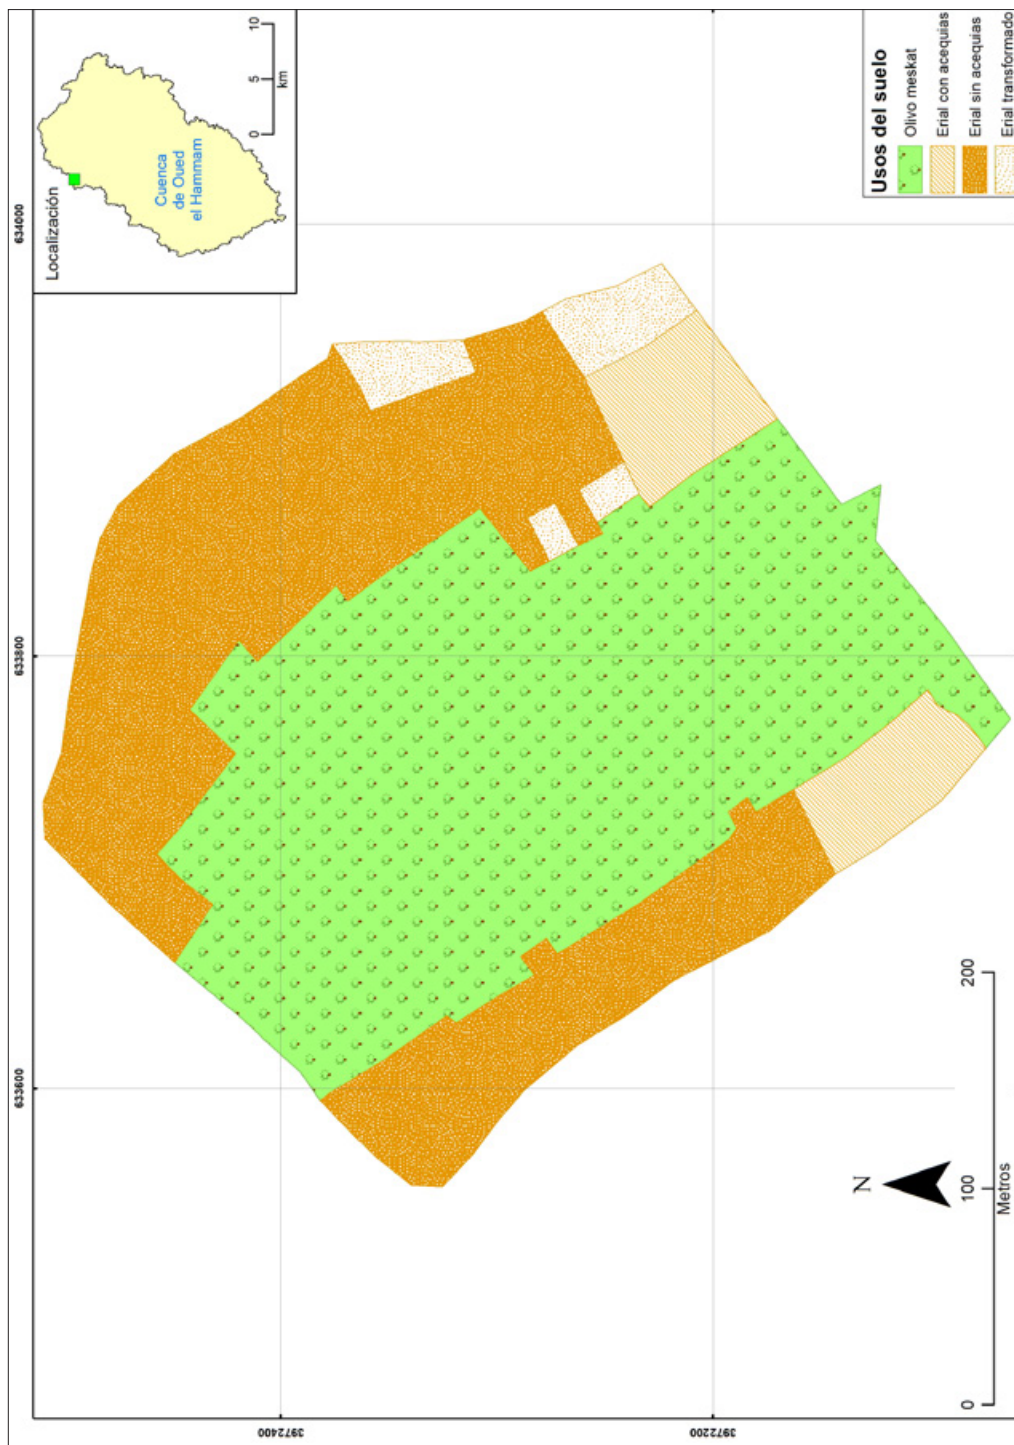 Localización
Cuenca
de Oued
el Hammam
0
5
10
km
634000
633800
633600
3972400
3972200
Usos del suelo
Olivo meskat
Erial con acequias
Erial sin acequias
Erial transformado
N
0
100
200
Metros